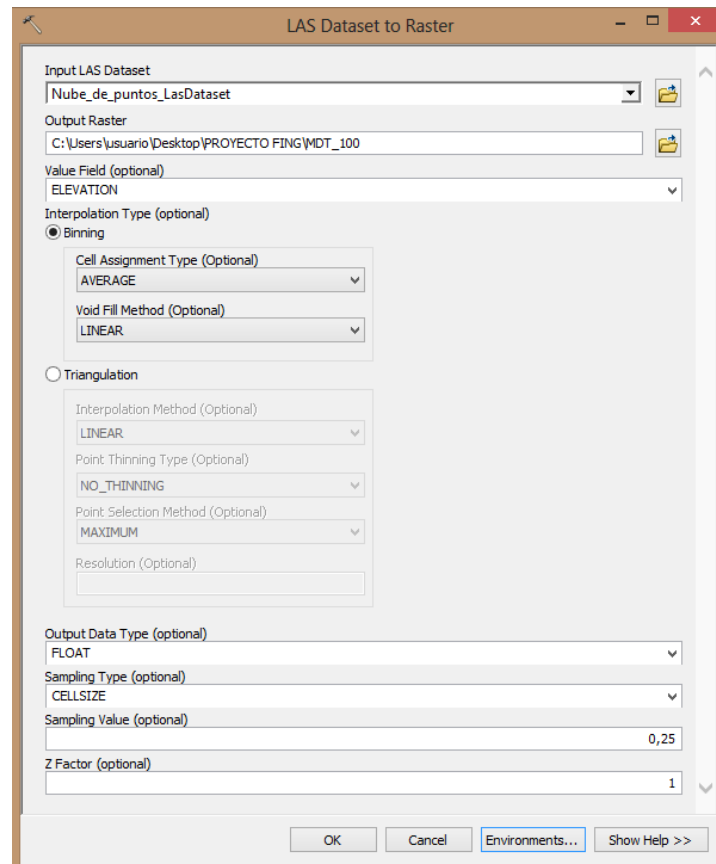 LAS Dataset to Raster
Input LAS Dataset
Nube_de_puntos_LasDataset
Output Raster
C:\Users\usuario\Desktop\PROYECTO FING\MDT_100
Value Field (optional)
ELEVATION
Interpolation Type (optional)
Binning
Cell Assignment Type (Optional)
AVERAGE
Void Fill Method (Optional)
LINEAR
Triangulation
Interpolation Method (Optional)
LINEAR
Point Thinning Type (Optional)
NO_THINNING
Point Selection Method (Optional)
MAXIMUM
Resolution (Optional)
Output Data Type (optional)
FLOAT
Sampling Type (optional)
CELLSIZE
Sampling Value (optional)
0,25
Z Factor (optional)
1
OK Cancel Environments... Show Help >>